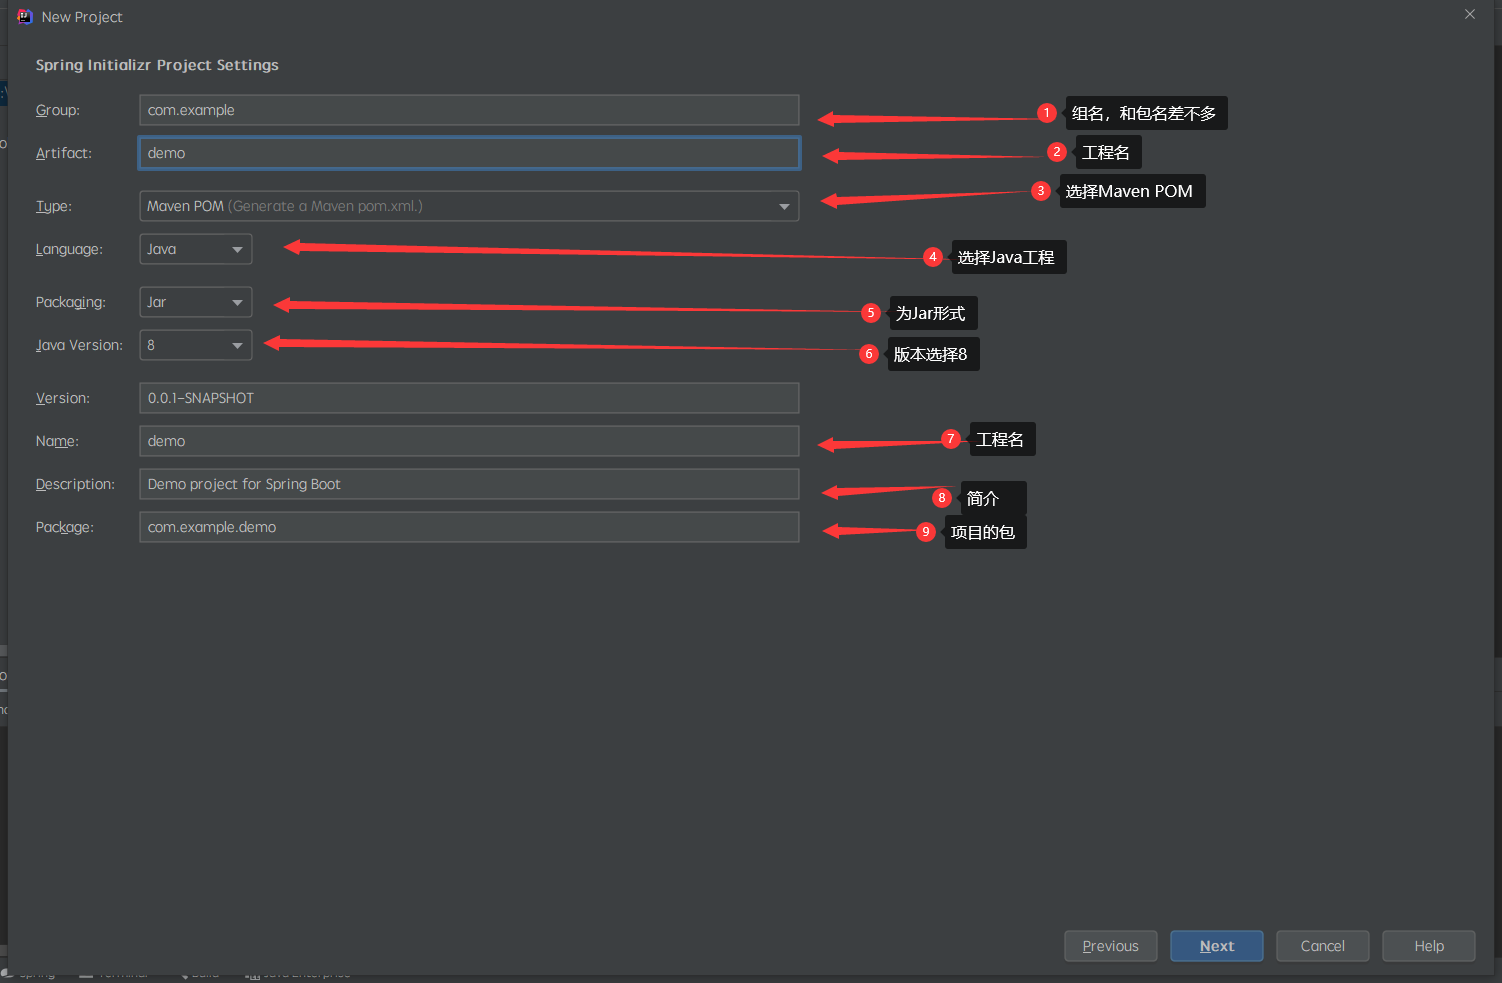 New Project
Spring Initializr Project Settings
Group: com.example
1 组名，和包名差不多
Artifact: demo
2 工程名
Type: Maven POM (Generate a Maven pom.xml.)
3 选择Maven POM
Language: Java
4 选择Java工程
Packaging: Jar
5 为Jar形式
Java Version: 8
6 版本选择8
Version: 0.0.1-SNAPSHOT
Name: demo
7 工程名
Description: Demo project for Spring Boot
8 简介
Package: com.example.demo
9 项目的包
Previous Next Cancel Help
Spring Terminal Build Java Enterprise